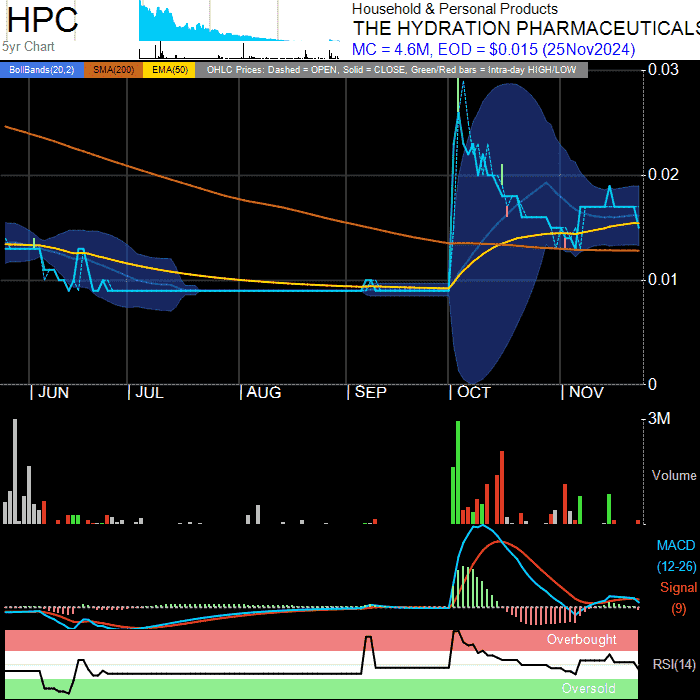 HPC
5yr Chart
Household & Personal Products
THE HYDRATION PHARMACEUTICALS
MC = 4.6M, EOD = $0.015 (25Nov2024)
BollBands(20,2) SMA(200) EMA(50) OHLC Prices: Dashed = OPEN, Solid = CLOSE, Green/Red bars = Intra-day HIGH/LOW
0.03
0.02
0.01
0
JUN JUL AUG SEP OCT NOV
3M
Volume
MACD
(12-26)
Signal
(9)
Overbought
RSI(14)
Oversold